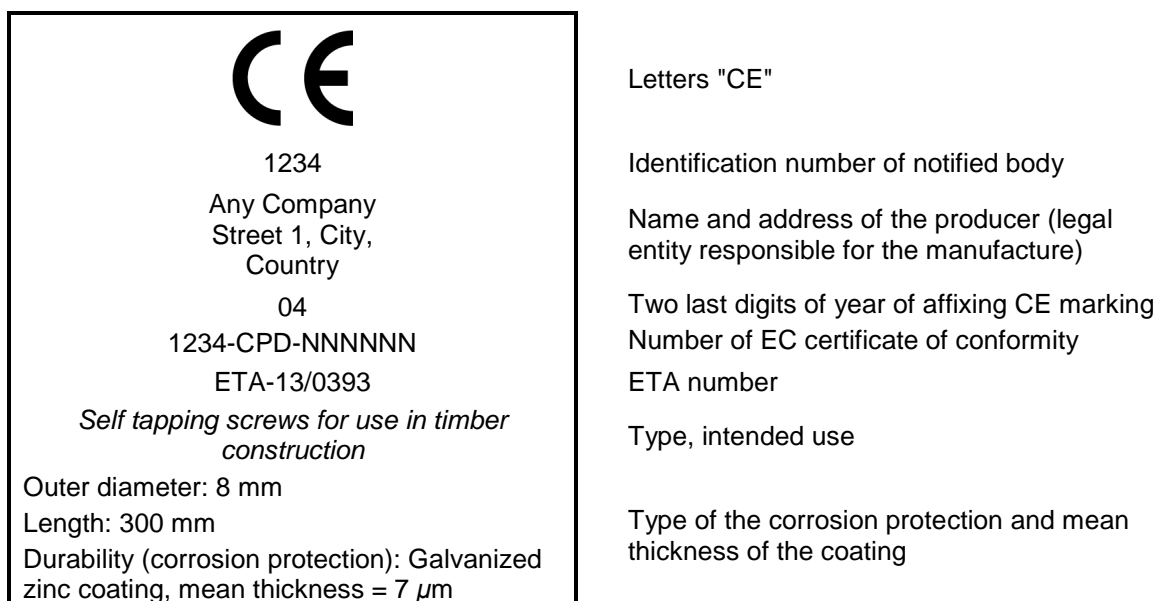 CE
Letters "CE"
1234
Identification number of notified body
Any Company
Street 1, City,
Country
Name and address of the producer (legal
entity responsible for the manufacture)
04
Two last digits of year of affixing CE marking
1234-CPD-NNNNNN
Number of EC certificate of conformity
ETA-13/0393
ETA number
Self tapping screws for use in timber
construction
Type, intended use
Outer diameter: 8 mm
Length: 300 mm
Durability (corrosion protection): Galvanized
zinc coating, mean thickness = 7 µm
Type of the corrosion protection and mean
thickness of the coating